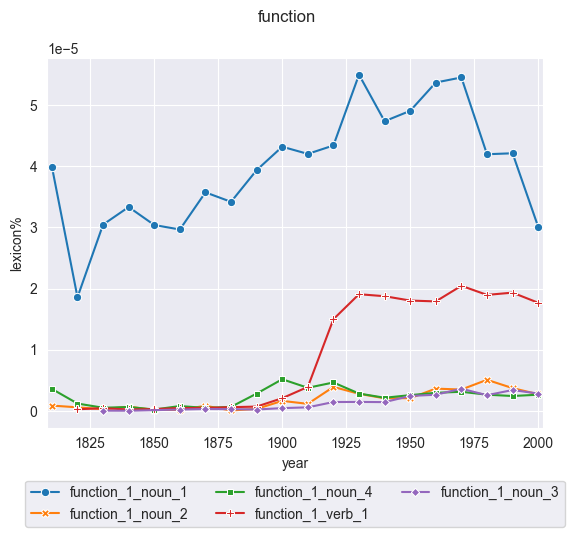 function
1e−5
5
4
3
2
1
0
lexicon%
1825 1850 1875 1900 1925 1950 1975 2000
year
function_1_noun_1 function_1_noun_4 function_1_noun_3
function_1_noun_2 function_1_verb_1